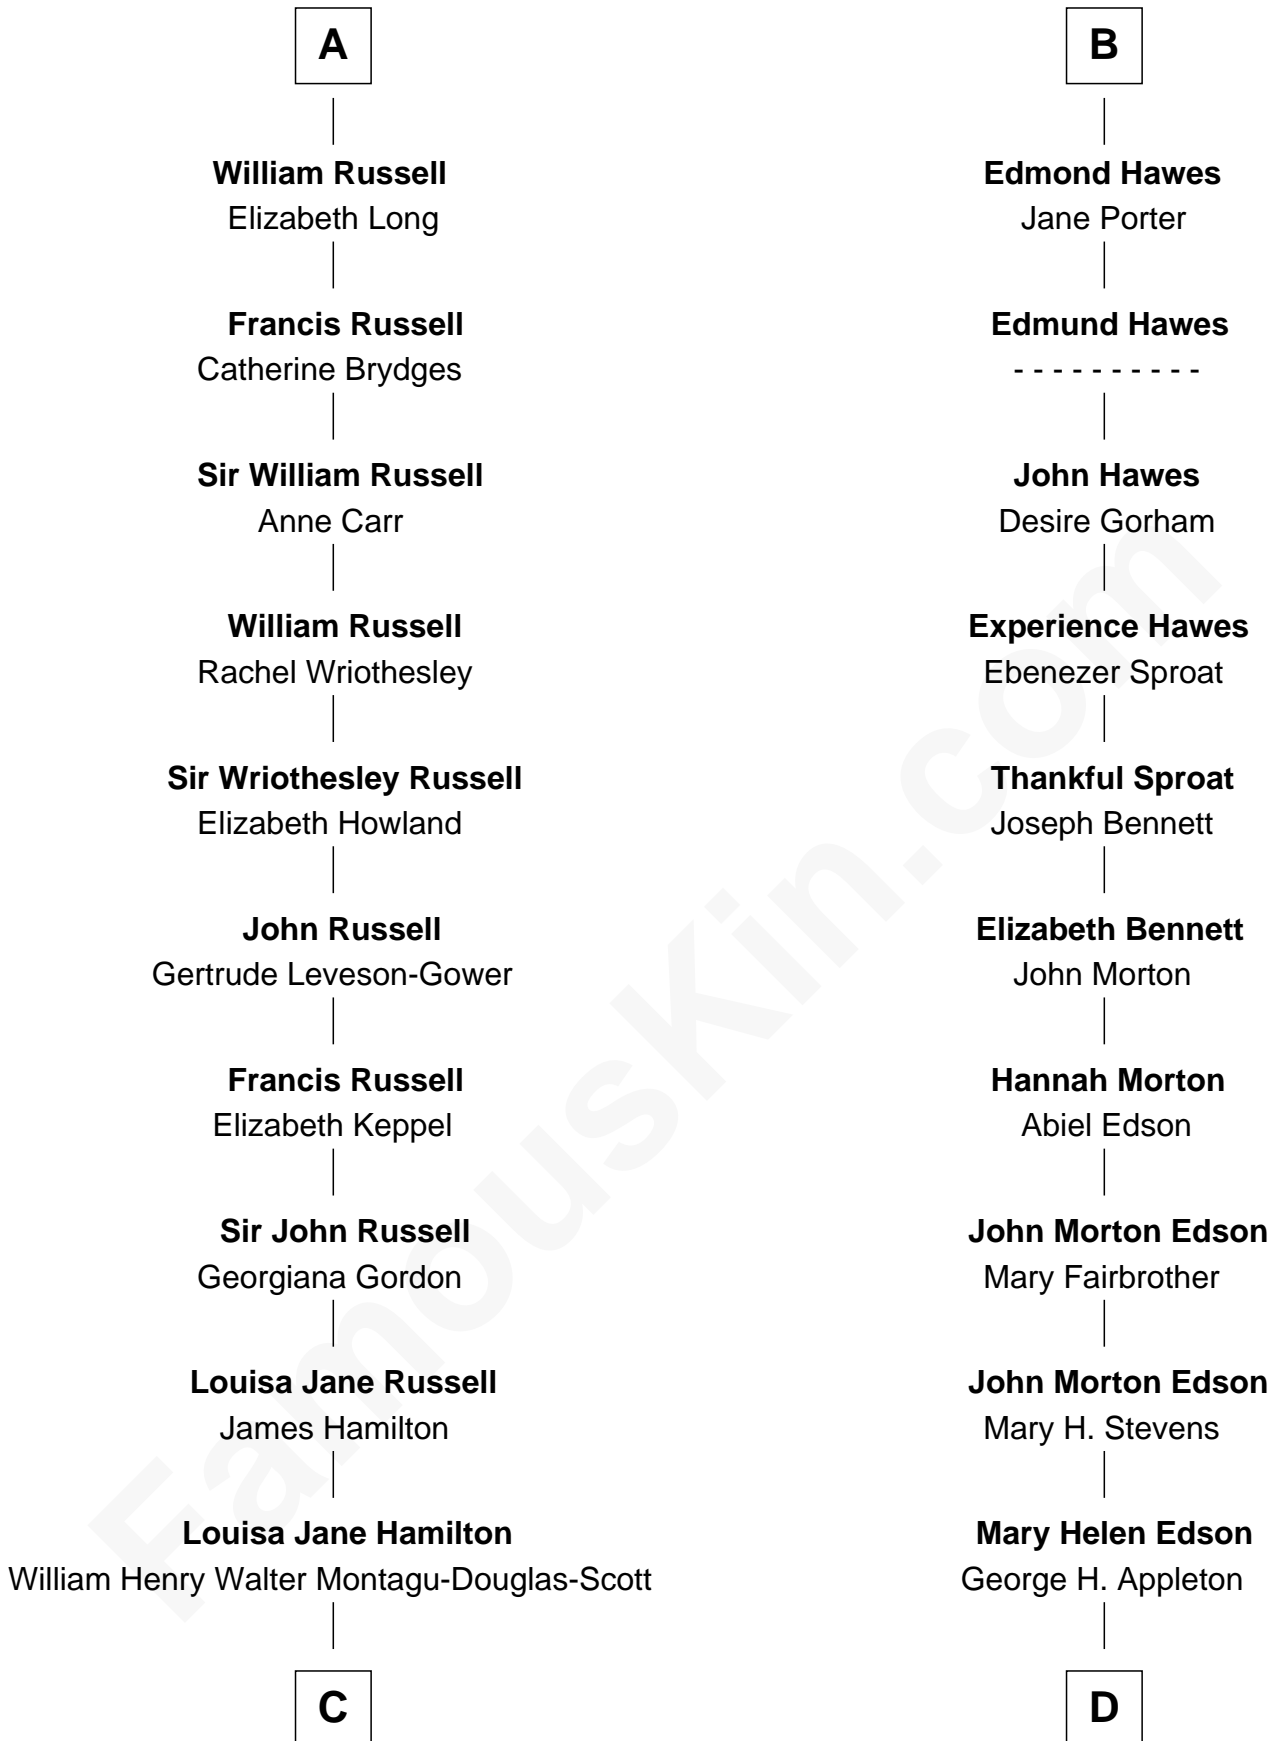 A
William Russell
Elizabeth Long
Francis Russell
Catherine Brydges
Sir William Russell
Anne Carr
William Russell
Rachel Wriothesley
Sir Wriothesley Russell
Elizabeth Howland
John Russell
Gertrude Leveson-Gower
Francis Russell
Elizabeth Keppel
Sir John Russell
Georgiana Gordon
Louisa Jane Russell
James Hamilton
Louisa Jane Hamilton
William Henry Walter Montagu-Douglas-Scott
C
B
Edmond Hawes
Jane Porter
Edmund Hawes
- - - - - - - - - -
John Hawes
Desire Gorham
Experience Hawes
Ebenezer Sproat
Thankful Sproat
Joseph Bennett
Elizabeth Bennett
John Morton
Hannah Morton
Abiel Edson
John Morton Edson
Mary Fairbrother
John Morton Edson
Mary H. Stevens
Mary Helen Edson
George H. Appleton
D
FamousKin.com